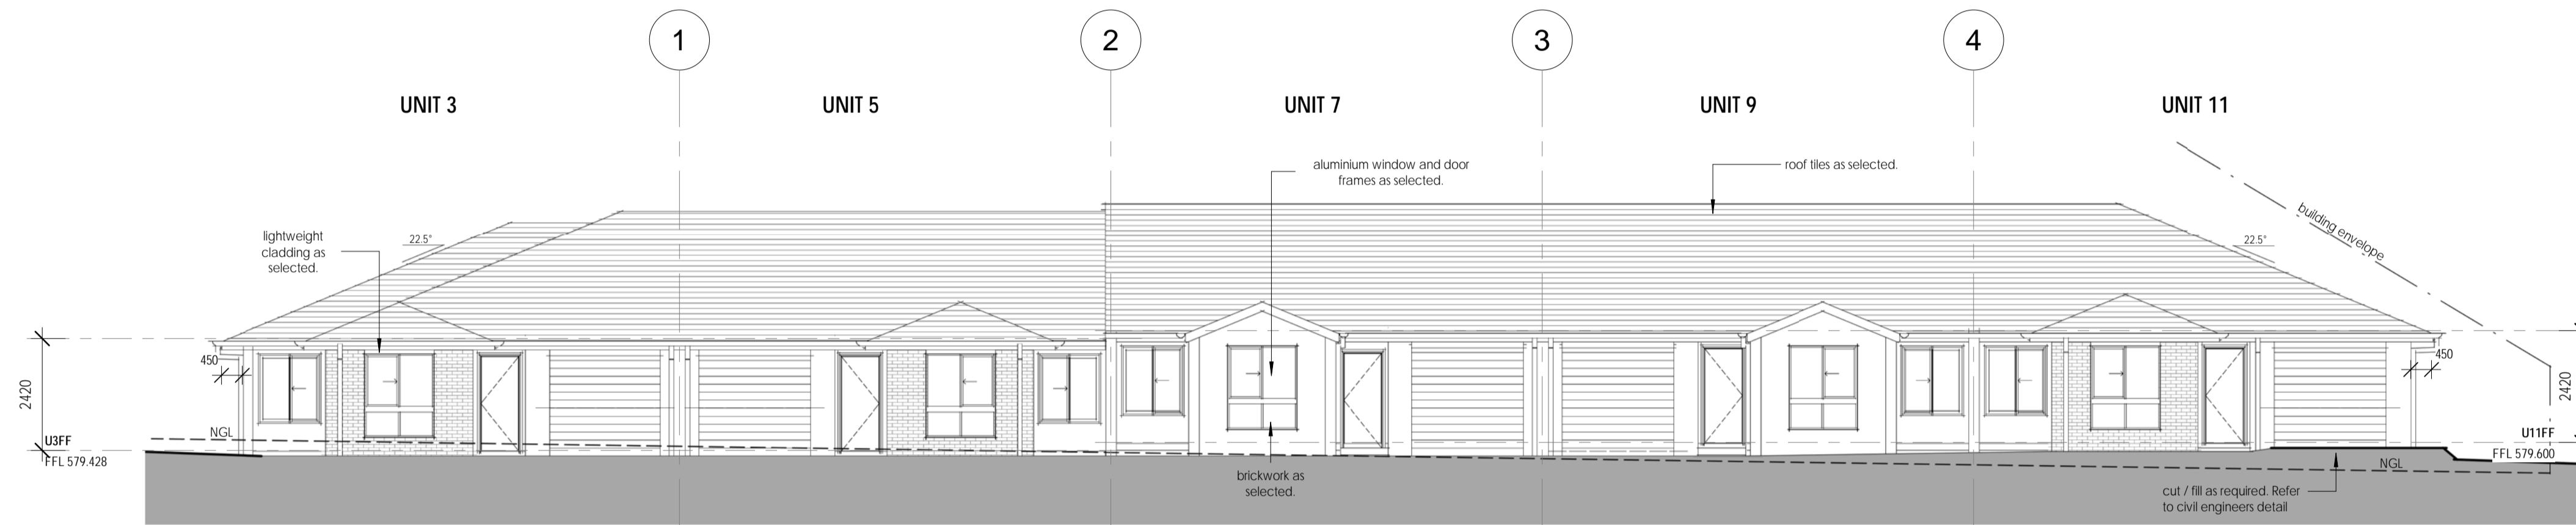 1
2
3
4
UNIT 3
UNIT 5
UNIT 7
UNIT 9
UNIT 11
aluminium window and door
frames as selected.
roof tiles as selected.
lightweight
cladding as
selected.
22.5°
22.5°
building envelope
450
450
2420
2420
NGL
U3FF
FFL 579.428
U11FF
FFL 579.600
NGL
brickwork as
selected.
cut / fill as required. Refer
to civil engineers detail